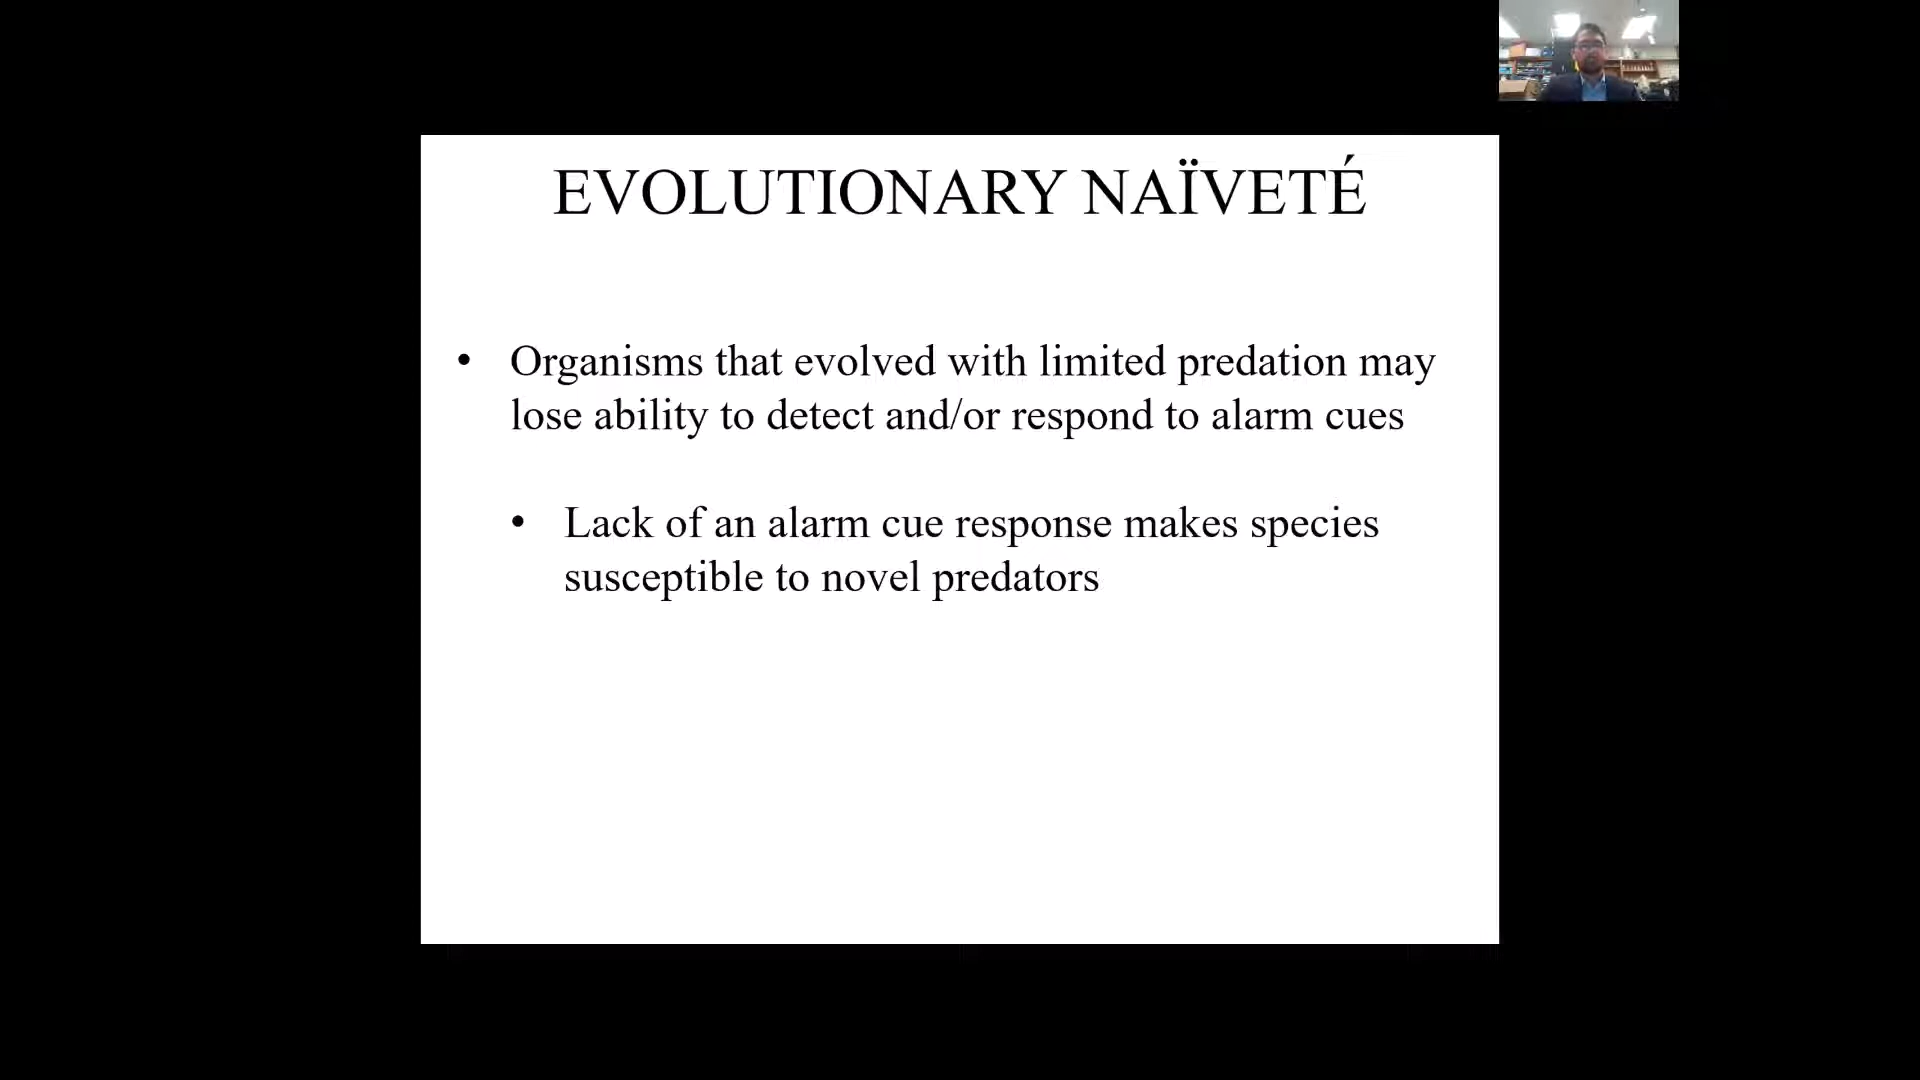 EVOLUTIONARY NAÏVETÉ
• Organisms that evolved with limited predation may
lose ability to detect and/or respond to alarm cues
• Lack of an alarm cue response makes species
susceptible to novel predators